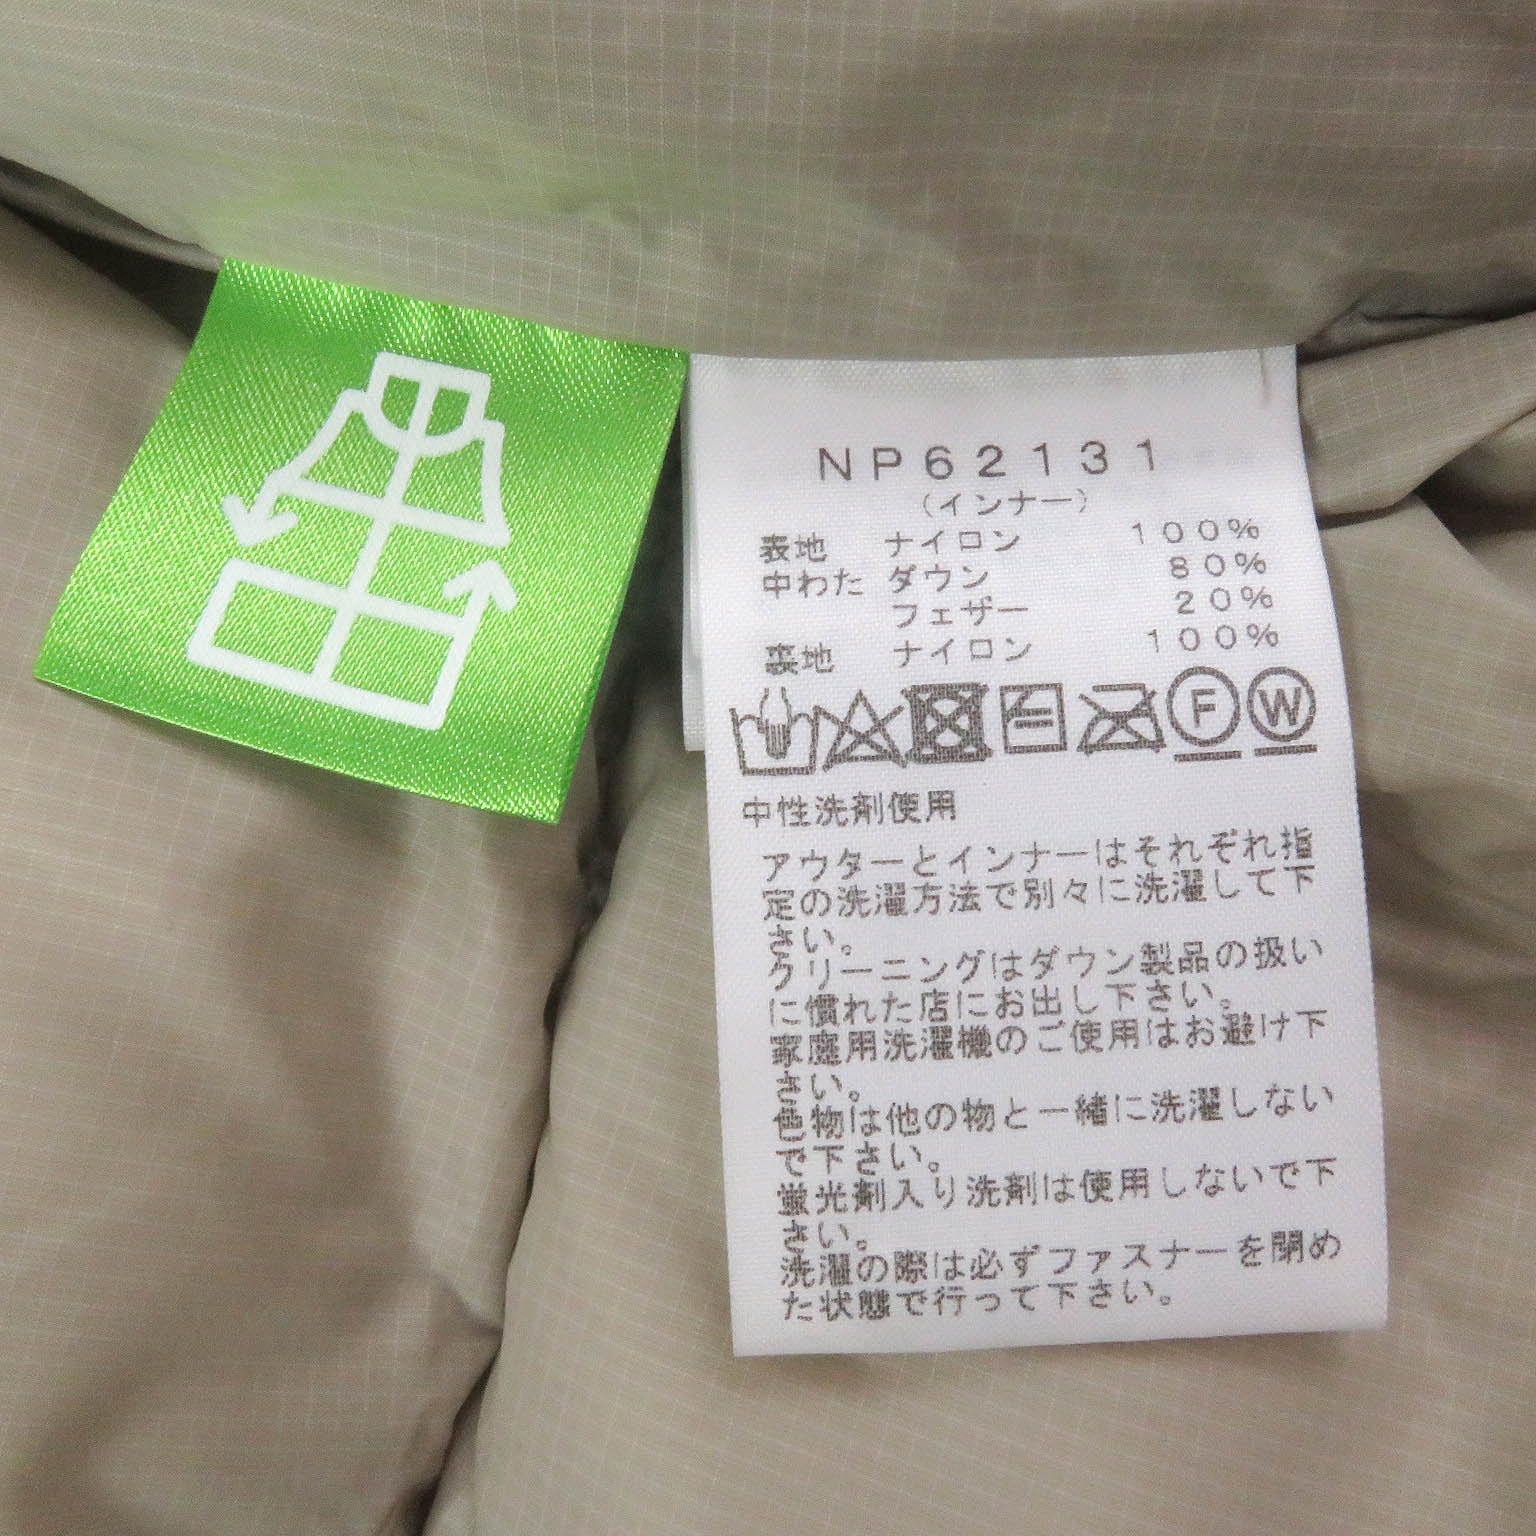 NP62131
(インナー)
表地 ナイロン 100%
中わた ダウン 80%
フェザー 20%
裏地 ナイロン 100%
F W
中性洗剤使用
アウターとインナーはそれぞれ指
定の洗濯方法で別々に洗濯して下
さい。
クリーニングはダウン製品の扱い
に慣れた店にお出し下さい。
家庭用洗濯機のご使用はお避け下
さい。
色物は他の物と一緒に洗濯しない
で下さい。
蛍光剤入り洗剤は使用しないで下
さい。
洗濯の際は必ずファスナーを閉め
た状態で行って下さい。